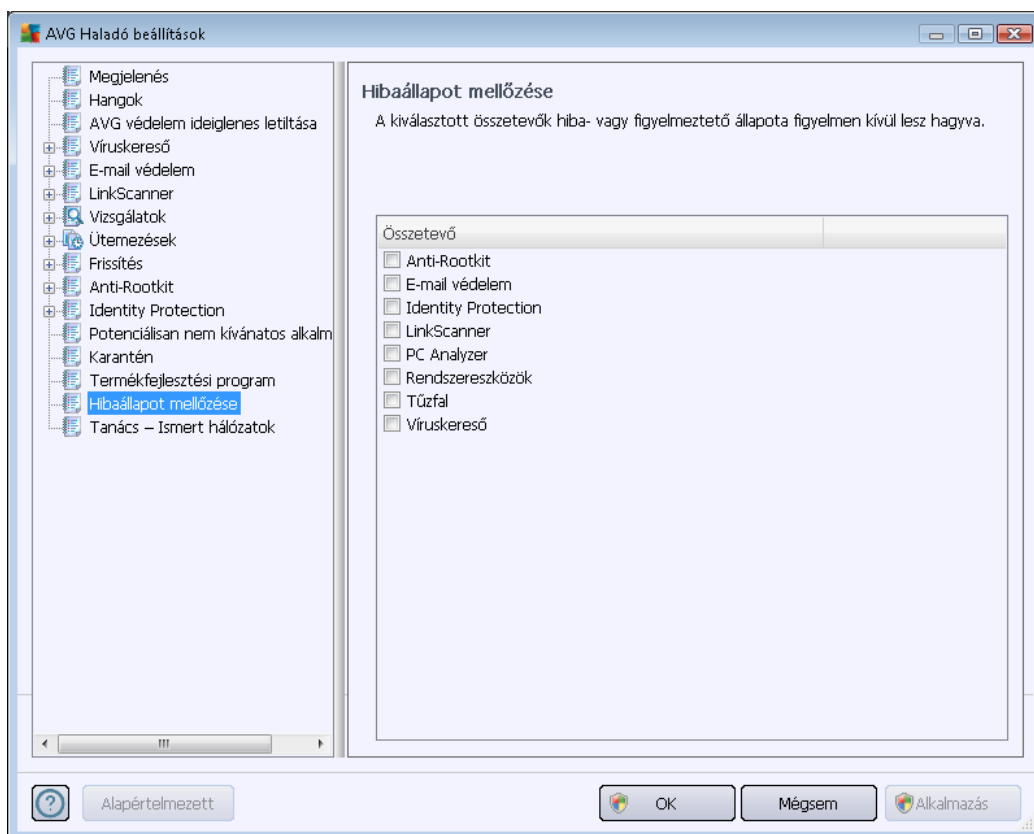 AVG Haladó beállítások
Megjelenés
Hangok
AVG védelem ideiglenes letiltása
Víruskereső
E-mail védelem
LinkScanner
Vizsgálatok
Ütemezések
Frissítés
Anti-Rootkit
Identity Protection
Potenciálisan nem kívánatos alkalm
Karantén
Termékfejlesztési program
Hibaállapot mellőzése
Tanács – Ismert hálózatok
Hibaállapot mellőzése
A kiválasztott összetevők hiba- vagy figyelmeztető állapota figyelmen kívül lesz hagyva.
Összetevő
Anti-Rootkit
E-mail védelem
Identity Protection
LinkScanner
PC Analyzer
Rendszereszközök
Tűzfal
Víruskereső
Alapértelmezett
OK
Mégsem
Alkalmazás